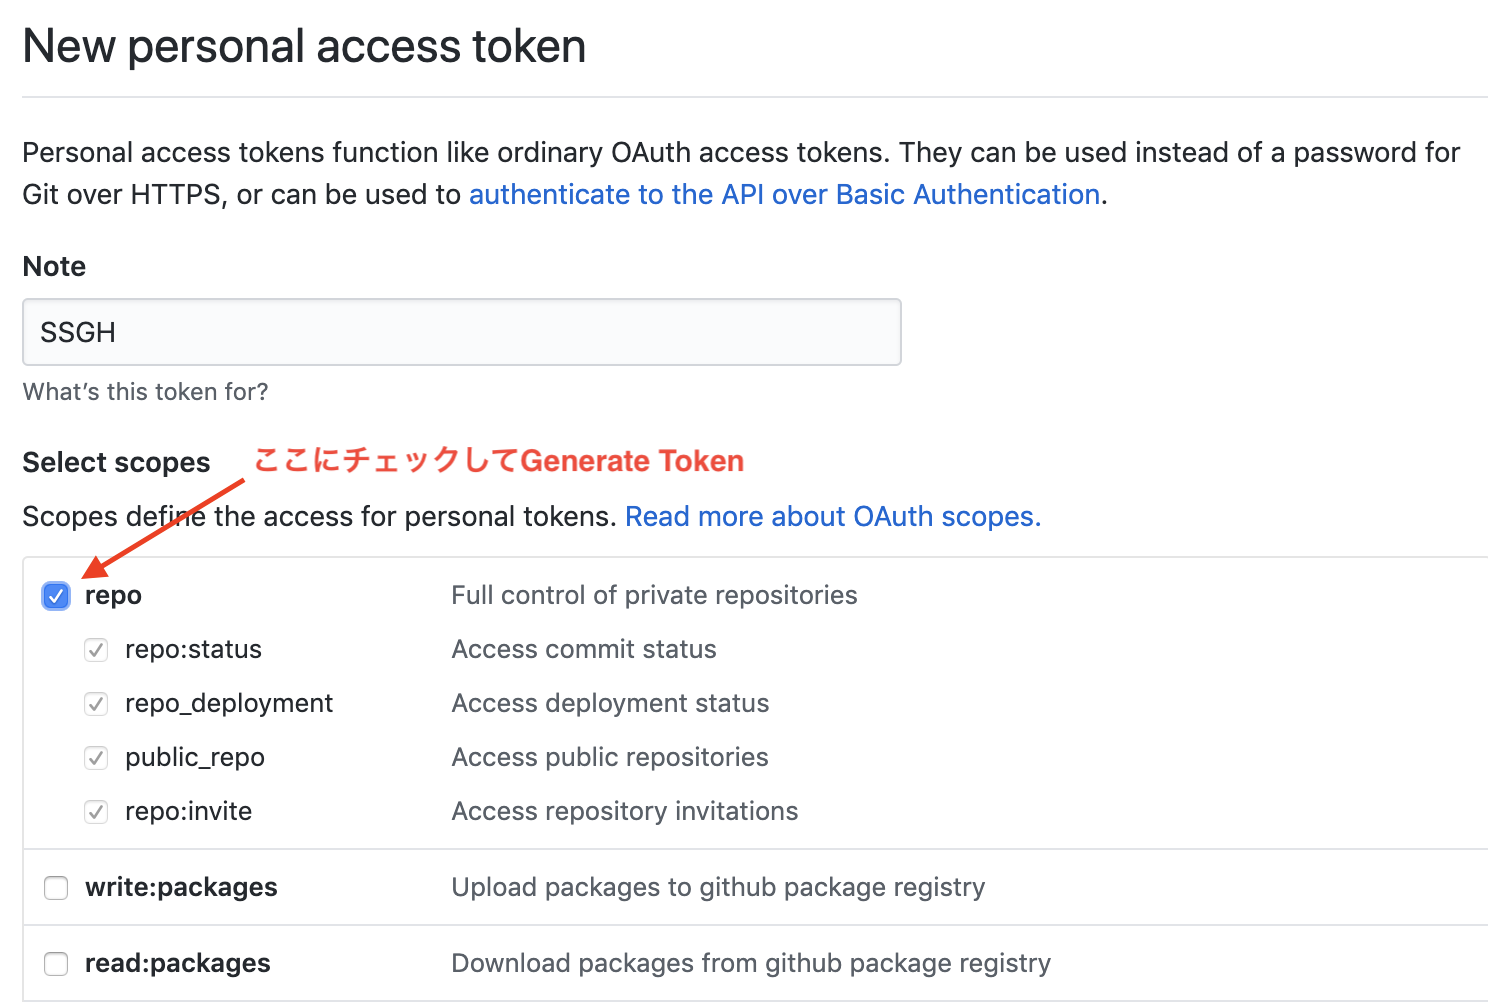 New personal access token
Personal access tokens function like ordinary OAuth access tokens. They can be used instead of a password for
Git over HTTPS, or can be used to authenticate to the API over Basic Authentication.
Note
SSGH
What's this token for?
Select scopes
ここにチェックしてGenerate Token
Scopes define the access for personal tokens. Read more about OAuth scopes.
repo Full control of private repositories
repo:status Access commit status
repo_deployment Access deployment status
public_repo Access public repositories
repo:invite Access repository invitations
write:packages Upload packages to github package registry
read:packages Download packages from github package registry